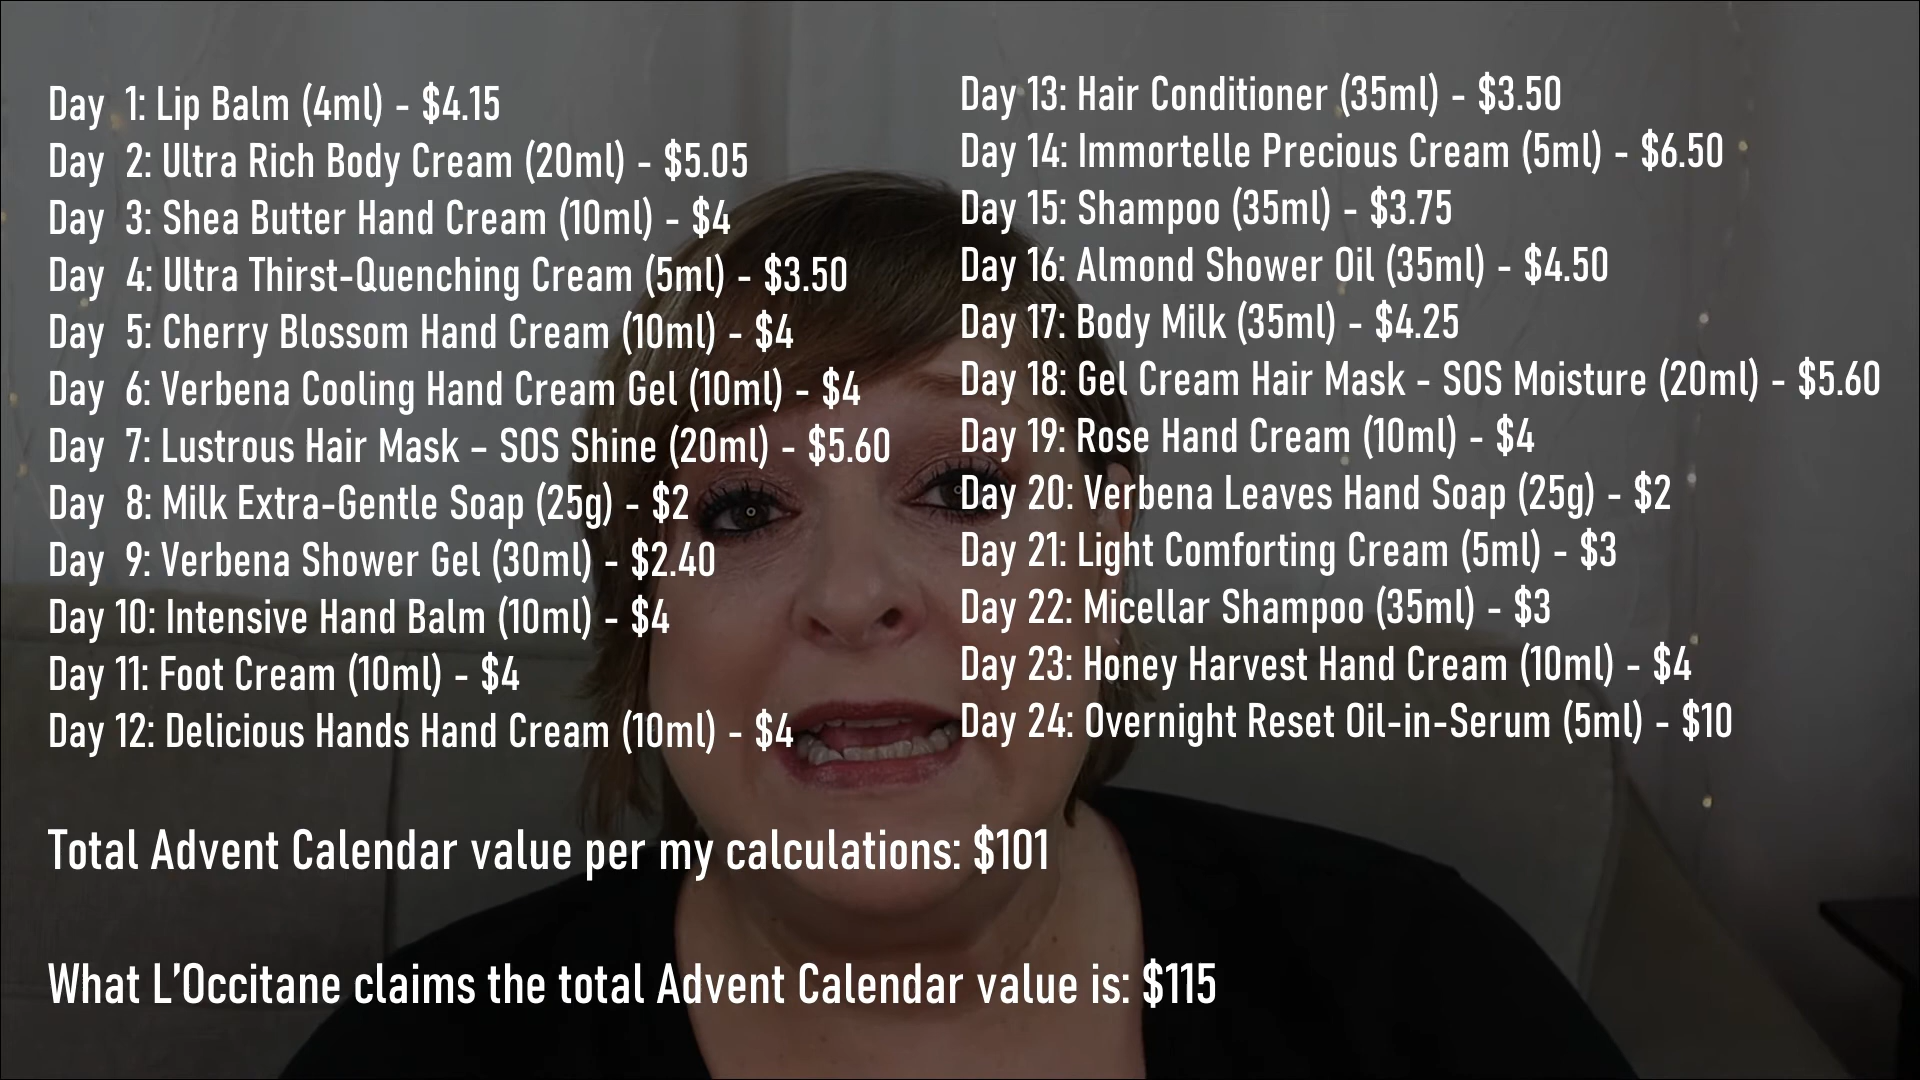 Day 1: Lip Balm (4ml) - $4.15
Day 2: Ultra Rich Body Cream (20ml) - $5.05
Day 3: Shea Butter Hand Cream (10ml) - $4
Day 4: Ultra Thirst-Quenching Cream (5ml) - $3.50
Day 5: Cherry Blossom Hand Cream (10ml) - $4
Day 6: Verbena Cooling Hand Cream Gel (10ml) - $4
Day 7: Lustrous Hair Mask – SOS Shine (20ml) - $5.60
Day 8: Milk Extra-Gentle Soap (25g) - $2
Day 9: Verbena Shower Gel (30ml) - $2.40
Day 10: Intensive Hand Balm (10ml) - $4
Day 11: Foot Cream (10ml) - $4
Day 12: Delicious Hands Hand Cream (10ml) - $4
Day 13: Hair Conditioner (35ml) - $3.50
Day 14: Immortelle Precious Cream (5ml) - $6.50
Day 15: Shampoo (35ml) - $3.75
Day 16: Almond Shower Oil (35ml) - $4.50
Day 17: Body Milk (35ml) - $4.25
Day 18: Gel Cream Hair Mask - SOS Moisture (20ml) - $5.60
Day 19: Rose Hand Cream (10ml) - $4
Day 20: Verbena Leaves Hand Soap (25g) - $2
Day 21: Light Comforting Cream (5ml) - $3
Day 22: Micellar Shampoo (35ml) - $3
Day 23: Honey Harvest Hand Cream (10ml) - $4
Day 24: Overnight Reset Oil-in-Serum (5ml) - $10
Total Advent Calendar value per my calculations: $101
What L’Occitane claims the total Advent Calendar value is: $115